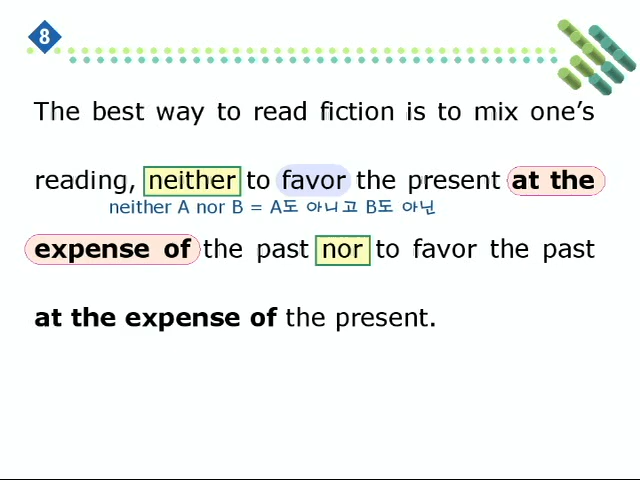 8
The best way to read fiction is to mix one’s
reading, neither to favor the present at the
neither A nor B = A도 아니고 B도 아닌
expense of the past nor to favor the past
at the expense of the present.